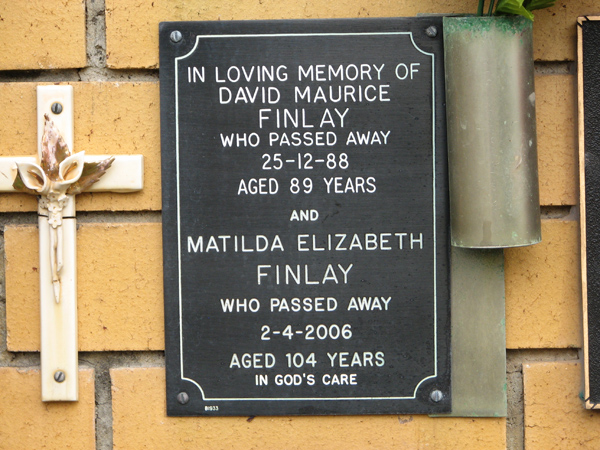 IN LOVING MEMORY OF
DAVID MAURICE
FINLAY
WHO PASSED AWAY
25-12-88
AGED 89 YEARS
AND
MATILDA ELIZABETH
FINLAY
WHO PASSED AWAY
2-4-2006
AGED 104 YEARS
IN GOD'S CARE
B1933